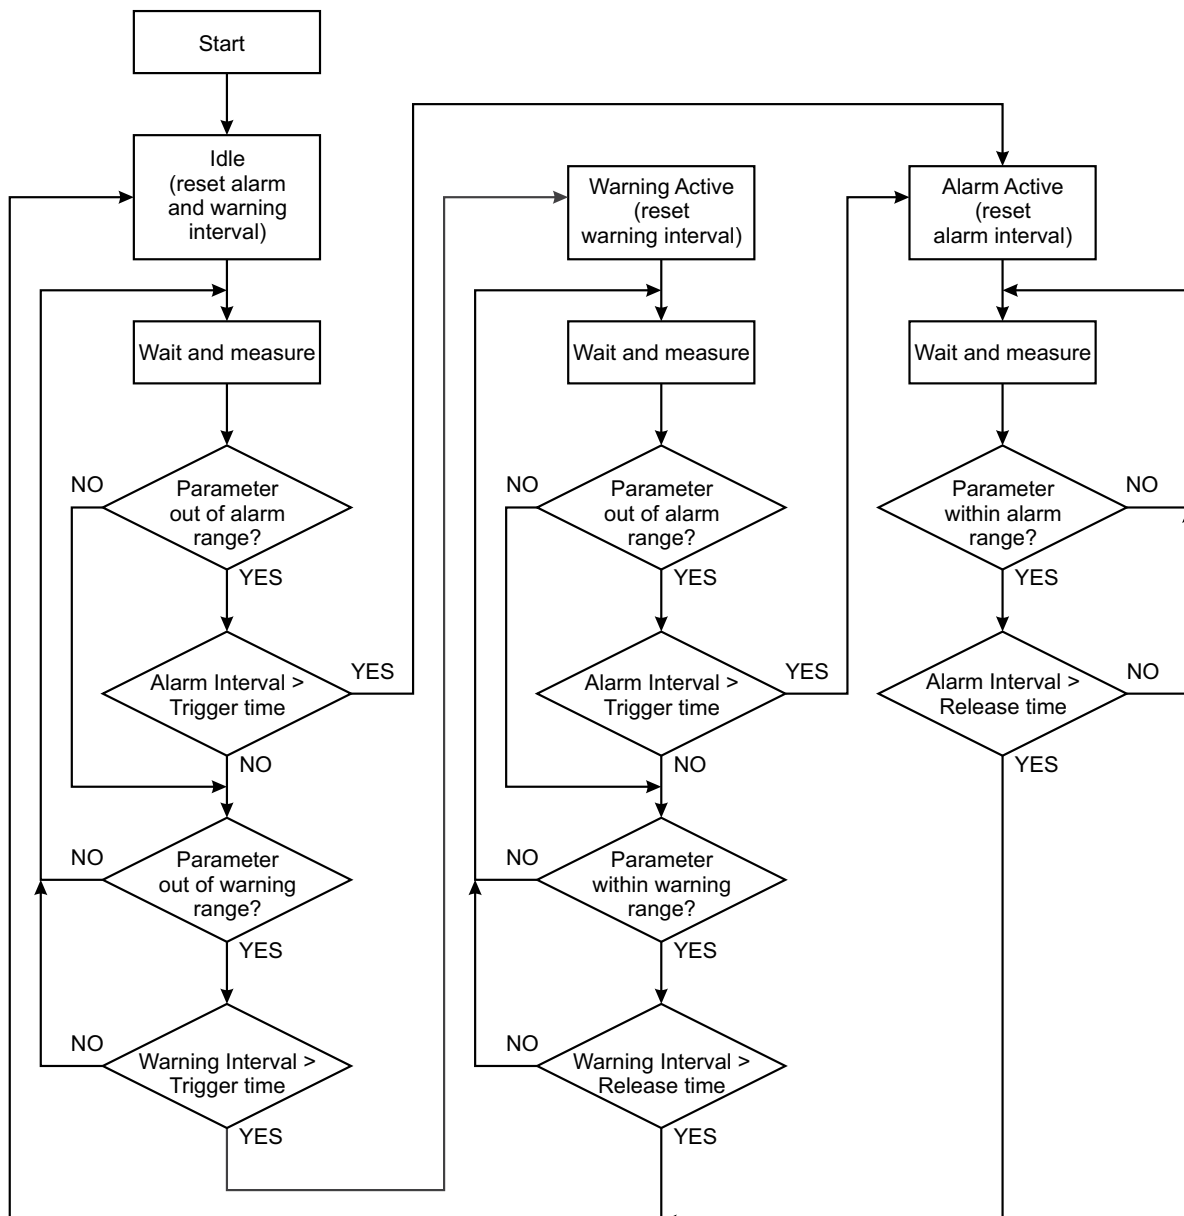 Start
Idle
(reset alarm
and warning
interval)
Wait and measure
NO
Parameter
out of alarm
range?
YES
Alarm Interval >
Trigger time
YES
NO
NO
Parameter
out of warning
range?
YES
NO
Warning Interval >
Trigger time
YES
Warning Active
(reset
warning interval)
Wait and measure
NO
Parameter
out of alarm
range?
YES
Alarm Interval >
Trigger time
YES
NO
NO
Parameter
within warning
range?
YES
NO
Warning Interval >
Release time
YES
Alarm Active
(reset
alarm interval)
Wait and measure
Parameter
within alarm
range?
NO
YES
Alarm Interval >
Release time
NO
YES